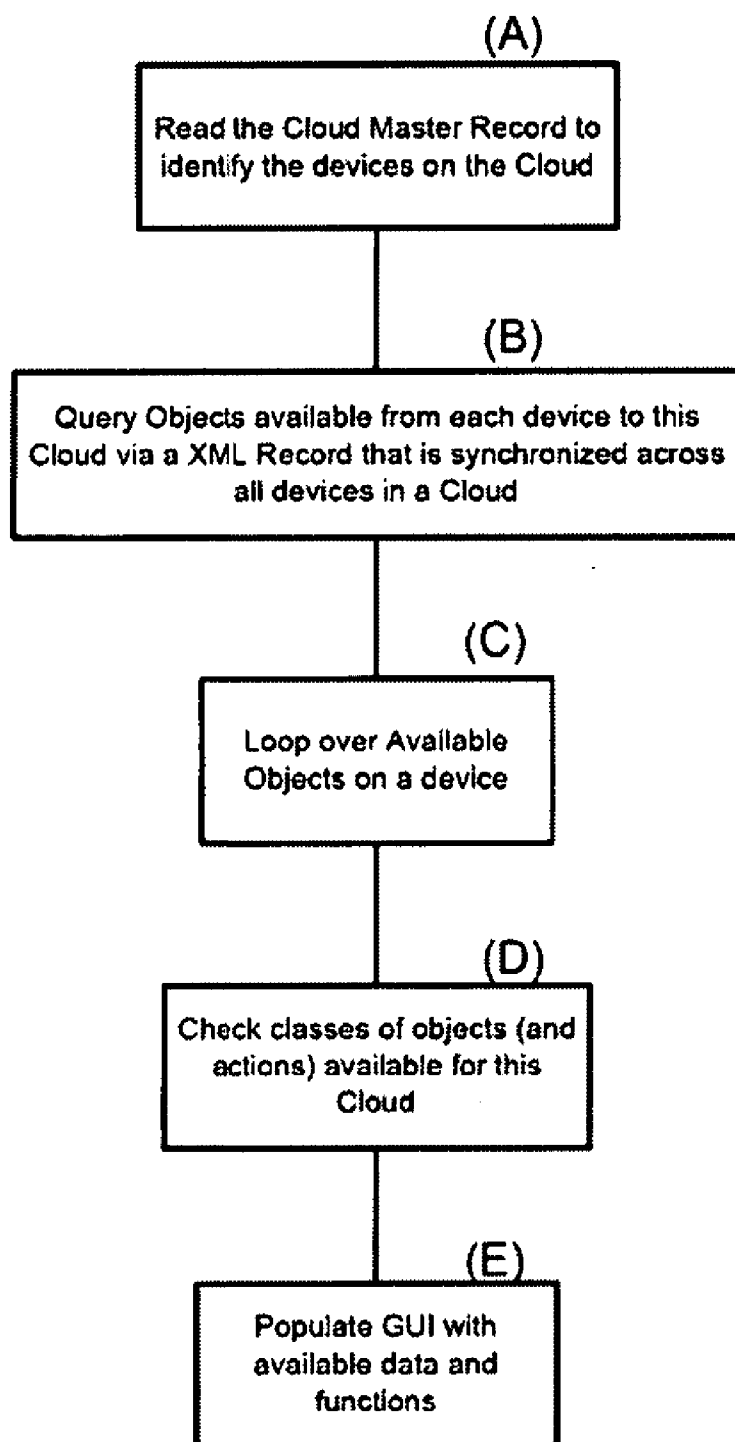 (A)
Read the Cloud Master Record to
identify the devices on the Cloud
(B)
Query Objects available from each device to this
Cloud via a XML Record that is synchronized across
all devices in a Cloud
(C)
Loop over Available
Objects on a device
(D)
Check classes of objects (and
actions) available for this
Cloud
(E)
Populate GUI with
available data and
functions